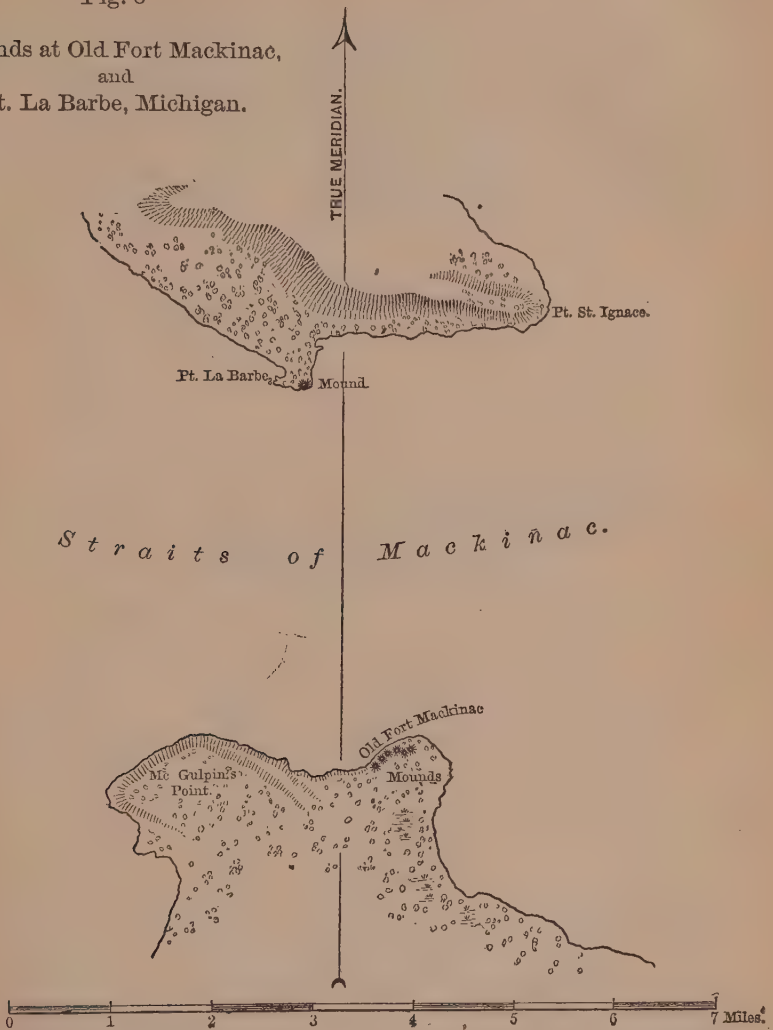 Fig.
at Old Fort Mackinac,
and
La Barbe, Michigan.
TRUE MERIDIAN.
Pt. St. Ignace.
Pt. La Barbe
Mound.
Straits of Mackinac.
Old Fort Mackinac
Mc Gulpin's
Point.
Mounds
0 1 2 3 4 5 6 7 Miles.